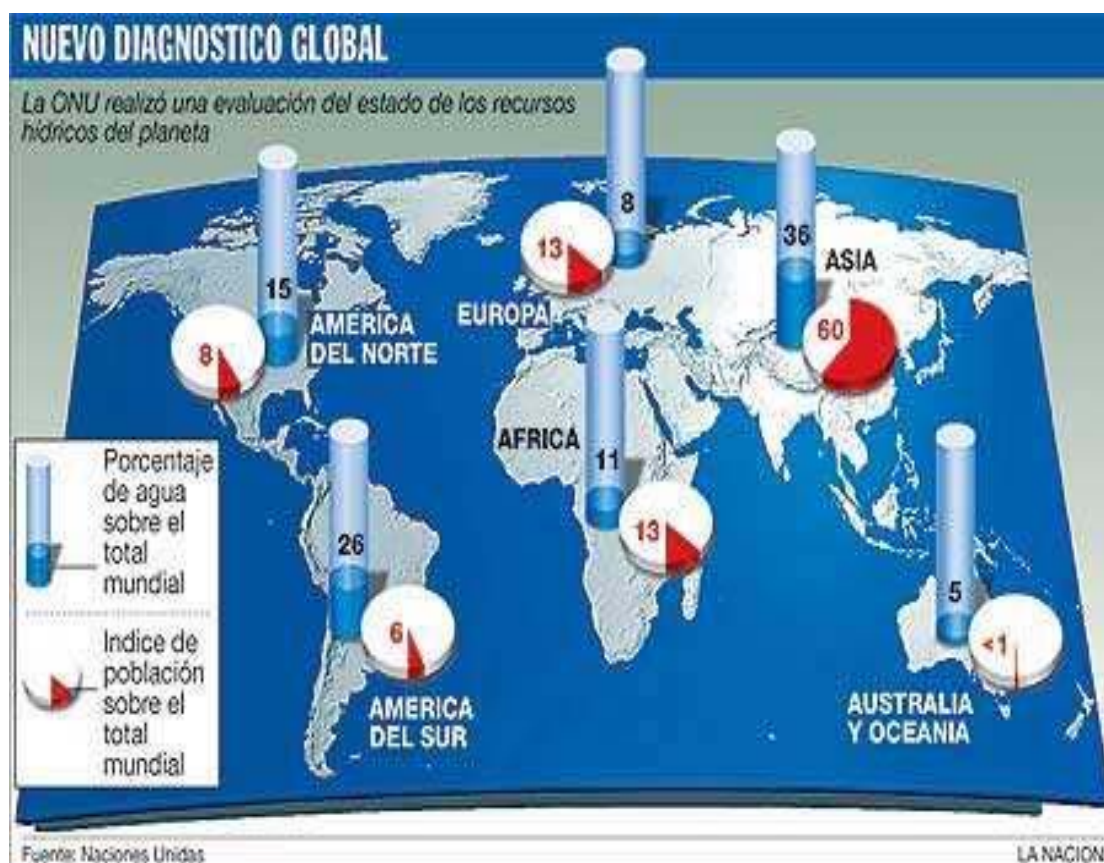 NUEVO DIAGNOSTICO GLOBAL
La ONU realizó una evaluación del estado de los recursos
hídricos del planeta
15
AMÉRICA
DEL NORTE
8
8
13
EUROPA
36
ASIA
60
AFRICA
11
13
26
6
AMERICA
DEL SUR
5
<1
AUSTRALIA
Y OCEANIA
Porcentaje
de agua
sobre el
total
mundial
Indice de
población
sobre el
total
mundial
Fuente: Naciones Unidas
LA NACION